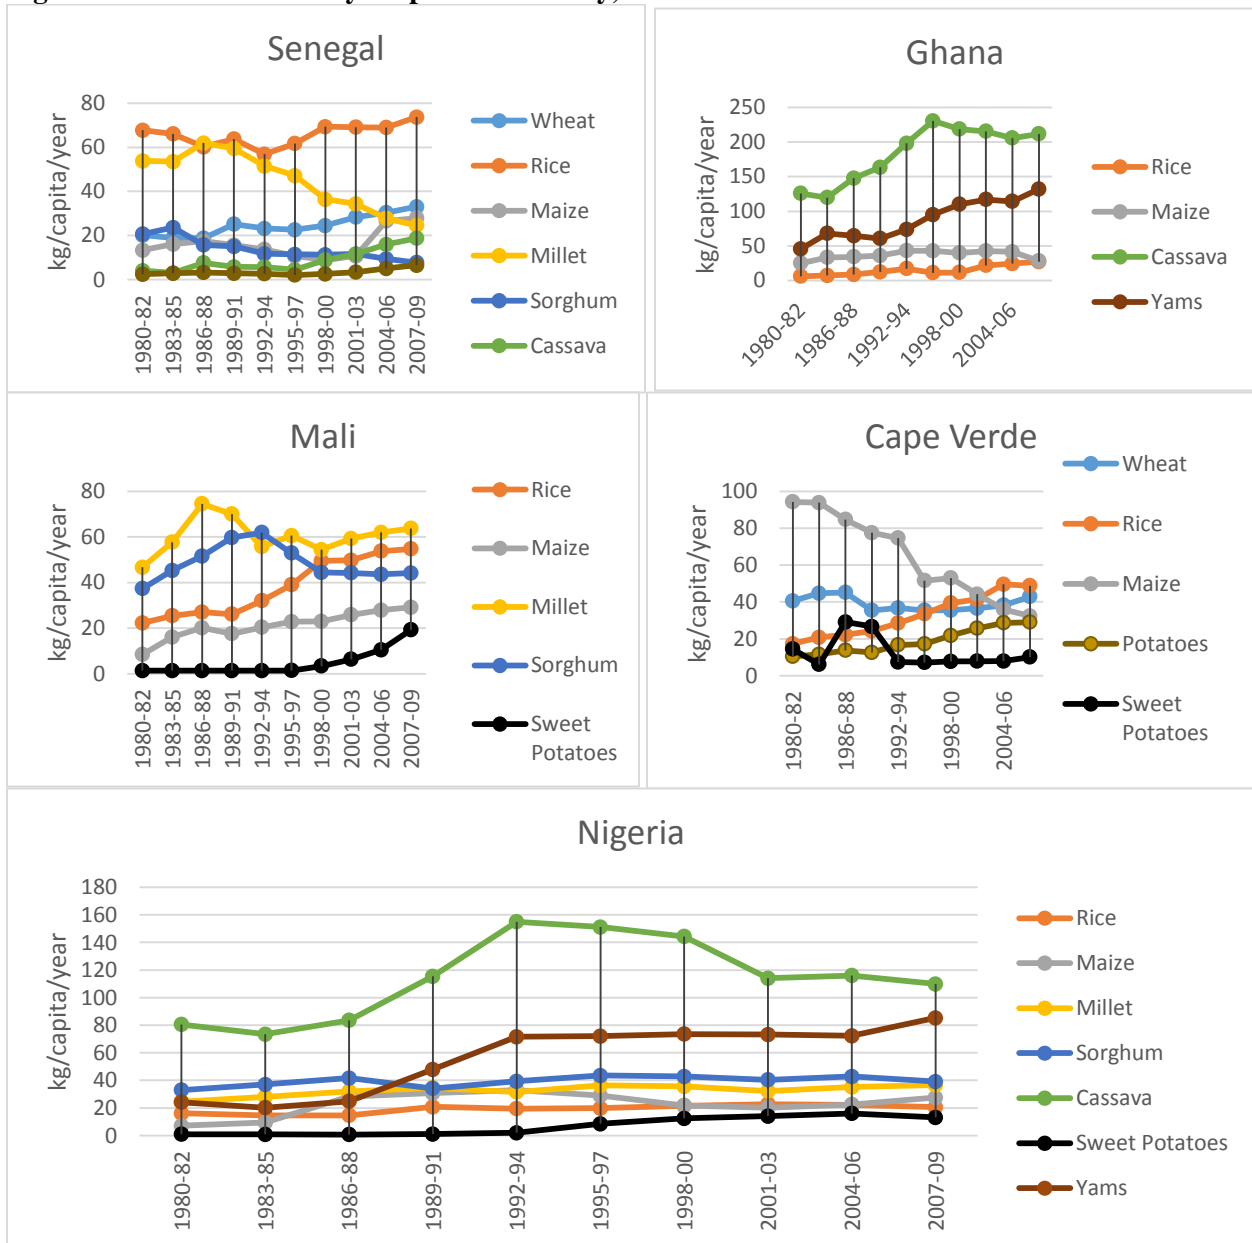 Senegal
kg/capita/year
80
60
40
20
0
1980-82
1983-85
1986-88
1989-91
1992-94
1995-97
1998-00
2001-03
2004-06
2007-09
Wheat
Rice
Maize
Millet
Sorghum
Cassava
Ghana
kg/capita/year
250
200
150
100
50
0
1980-82
1986-88
1992-94
1998-00
2004-06
Rice
Maize
Cassava
Yams
Mali
kg/capita/year
80
60
40
20
0
1980-82
1983-85
1986-88
1989-91
1992-94
1995-97
1998-00
2001-03
2004-06
2007-09
Rice
Maize
Millet
Sorghum
Sweet
Potatoes
Cape Verde
kg/capita/year
100
80
60
40
20
0
1980-82
1986-88
1992-94
1998-00
2004-06
Wheat
Rice
Maize
Potatoes
Sweet
Potatoes
Nigeria
kg/capita/year
180
160
140
120
100
80
60
40
20
0
1980-82
1983-85
1986-88
1989-91
1992-94
1995-97
1998-00
2001-03
2004-06
2007-09
Rice
Maize
Millet
Sorghum
Cassava
Sweet Potatoes
Yams